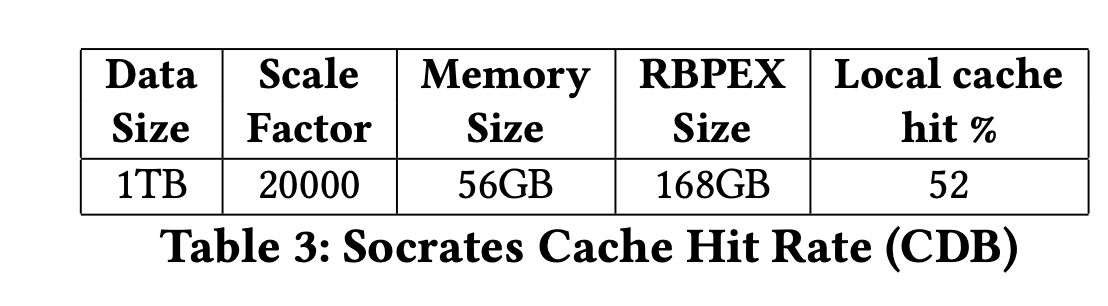 Data Size Scale Factor Memory Size RBPEX Size Local cache hit %
1TB 20000 56GB 168GB 52
Table 3: Socrates Cache Hit Rate (CDB)